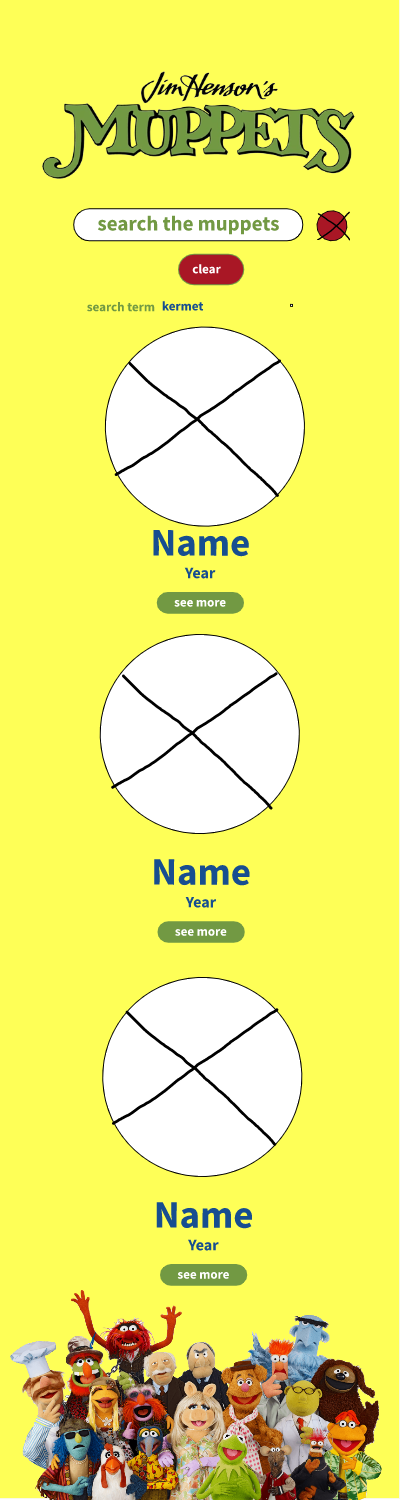 Jim Henson's
MUPPETS
search the muppets
clear
search term kermet
Name
Year
see more
Name
Year
see more
Name
Year
see more